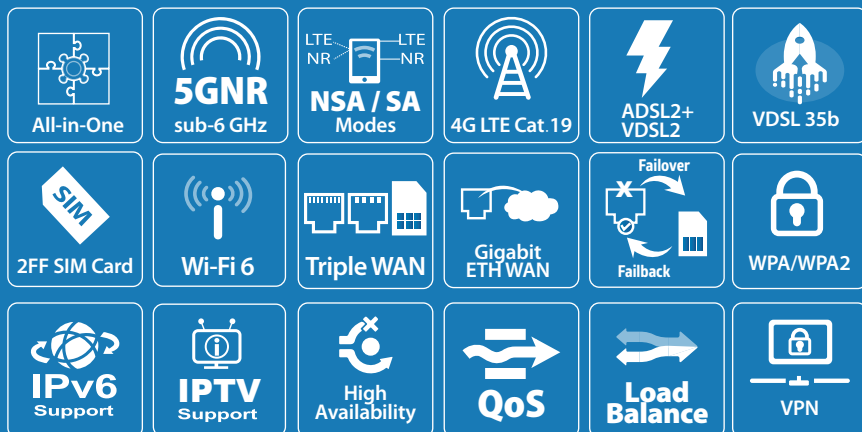 All-in-One
5GNR
sub-6 GHz
LTE LTE
NR NR
NSA / SA
Modes
4G LTE Cat.19
ADSL2+
VDSL2
VDSL 35b
SIM
2FF SIM Card
Wi-Fi 6
Triple WAN
Gigabit
ETH WAN
Failover
X
Failback
WPA/WPA2
IPv6
Support
IPTV
Support
High
Availability
QoS
Load
Balance
VPN